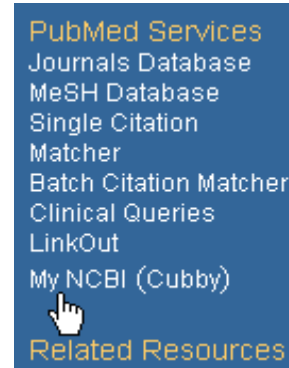 PubMed Services
Journals Database
MeSH Database
Single Citation
Matcher
Batch Citation Matcher
Clinical Queries
LinkOut
My NCBI (Cubby)
Related Resources